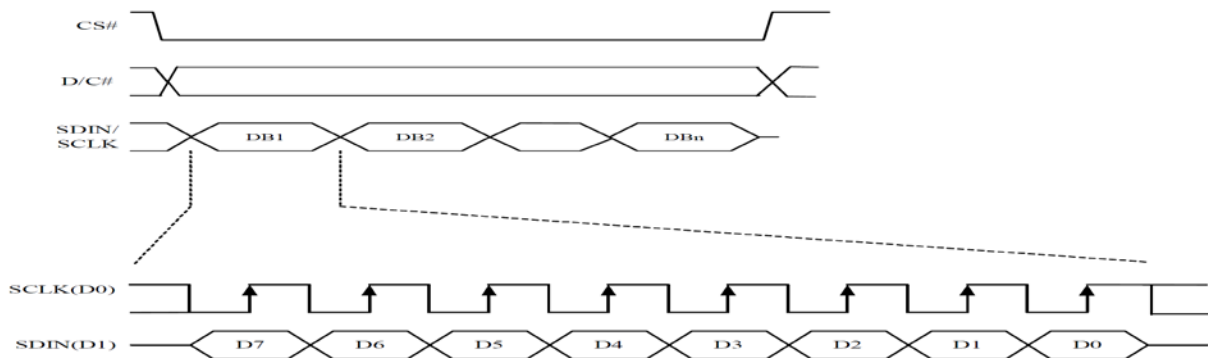 CS#
D/C#
SDIN/
SCLK
DB1 DB2 DBn
SCLK(D0)
SDIN(D1) D7 D6 D5 D4 D3 D2 D1 D0